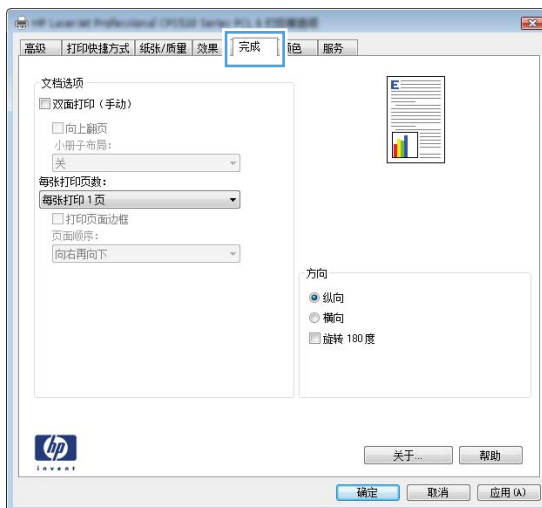 高级 打印快捷方式 纸张/质量 效果 完成 颜色 服务
文档选项
双面打印(手动)
向上翻页
小册子布局:
关
每张打印页数:
每张打印 1 页
打印页面边框
页面顺序:
向右再向下
E
方向
纵向
横向
旋转 180 度
hp
invent
关于... 帮助
确定 取消 应用(A)